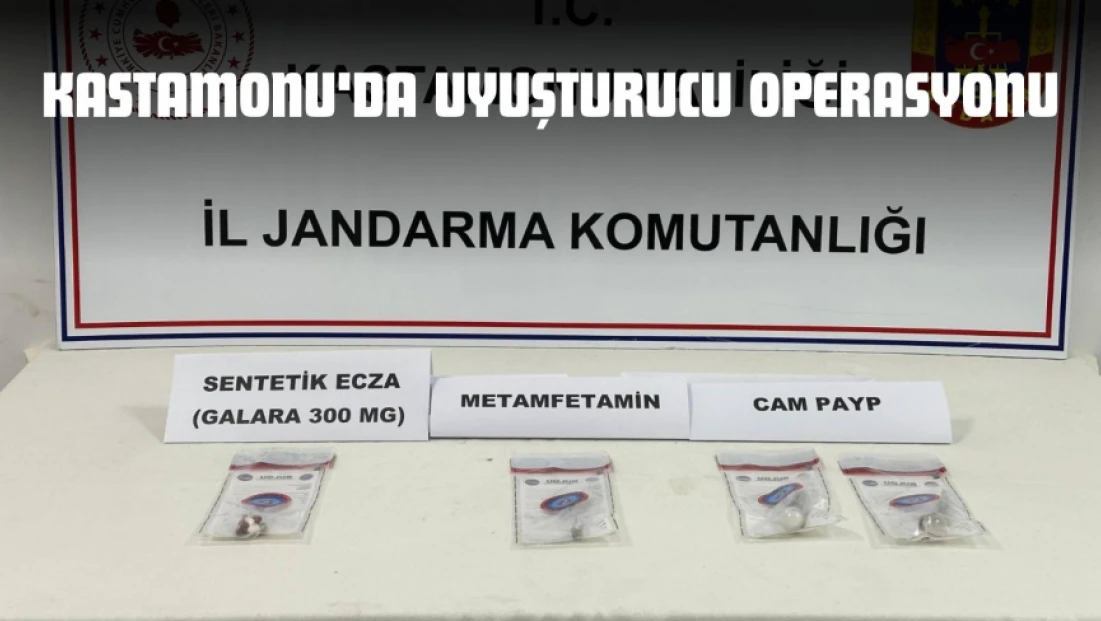 T.C.
KASTAMONU'DA UYUŞTURUCU OPERASYONU
İL JANDARMA KOMUTANLIĞI
SENTETİK ECZA
(GALARA 300 MG)
METAMFETAMİN
CAM PAYP